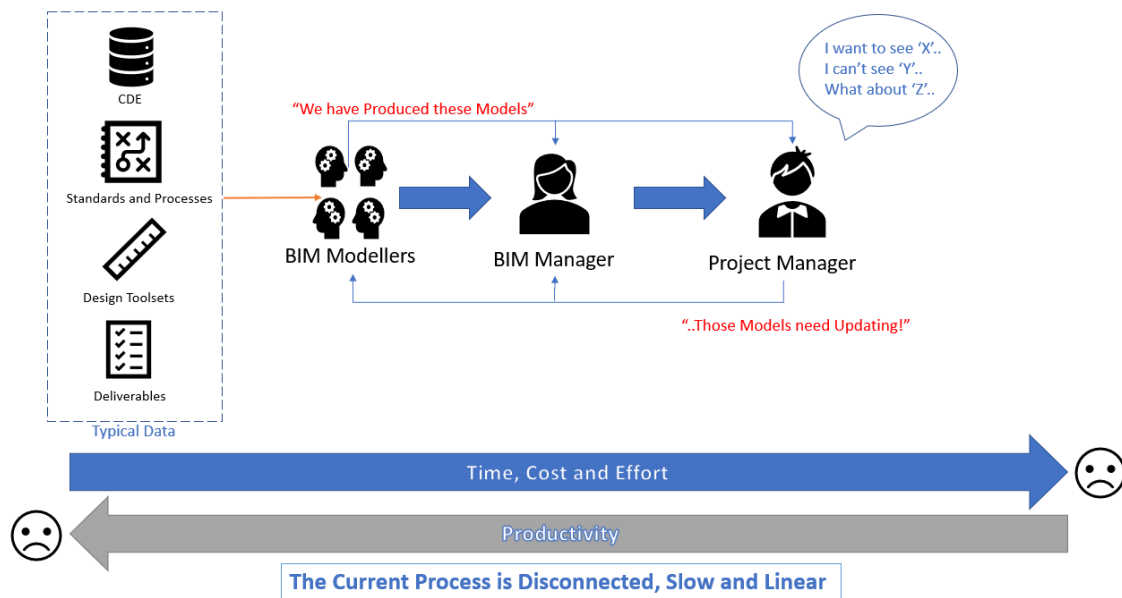 CDE
Standards and Processes
Design Toolsets
Deliverables
Typical Data
“We have Produced these Models”
I want to see ‘X’..
I can’t see ‘Y’..
What about ‘Z’..
BIM Modellers
BIM Manager
Project Manager
“..Those Models need Updating!”
Time, Cost and Effort
Productivity
The Current Process is Disconnected, Slow and Linear